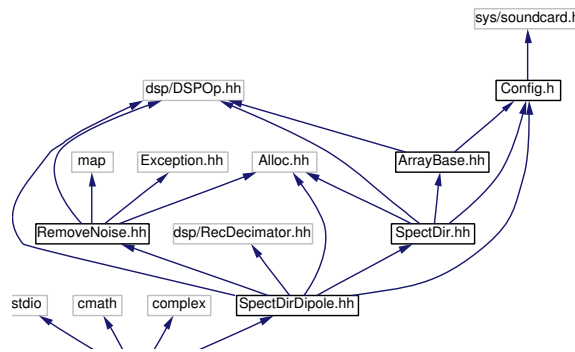 sys/soundcard.h
dsp/DSPOp.hh
Config.h
map
Exception.hh
Alloc.hh
ArrayBase.hh
RemoveNoise.hh
dsp/RecDecimator.hh
SpectDir.hh
stdio
cmath
complex
SpectDirDipole.hh